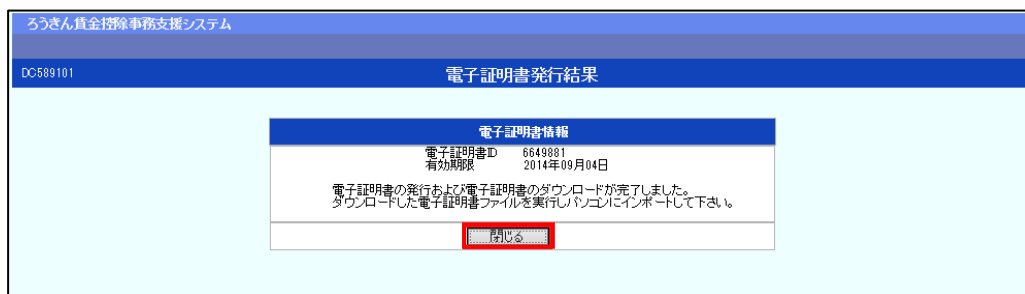 ろうきん賃金控除事務支援システム
DC589101
電子証明書発行結果
電子証明書情報
電子証明書ID 6649881
有効期限 2014年09月04日
電子証明書の発行および電子証明書のダウンロードが完了しました。
ダウンロードした電子証明書ファイルを実行しパソコンにインポートして下さい。
閉じる